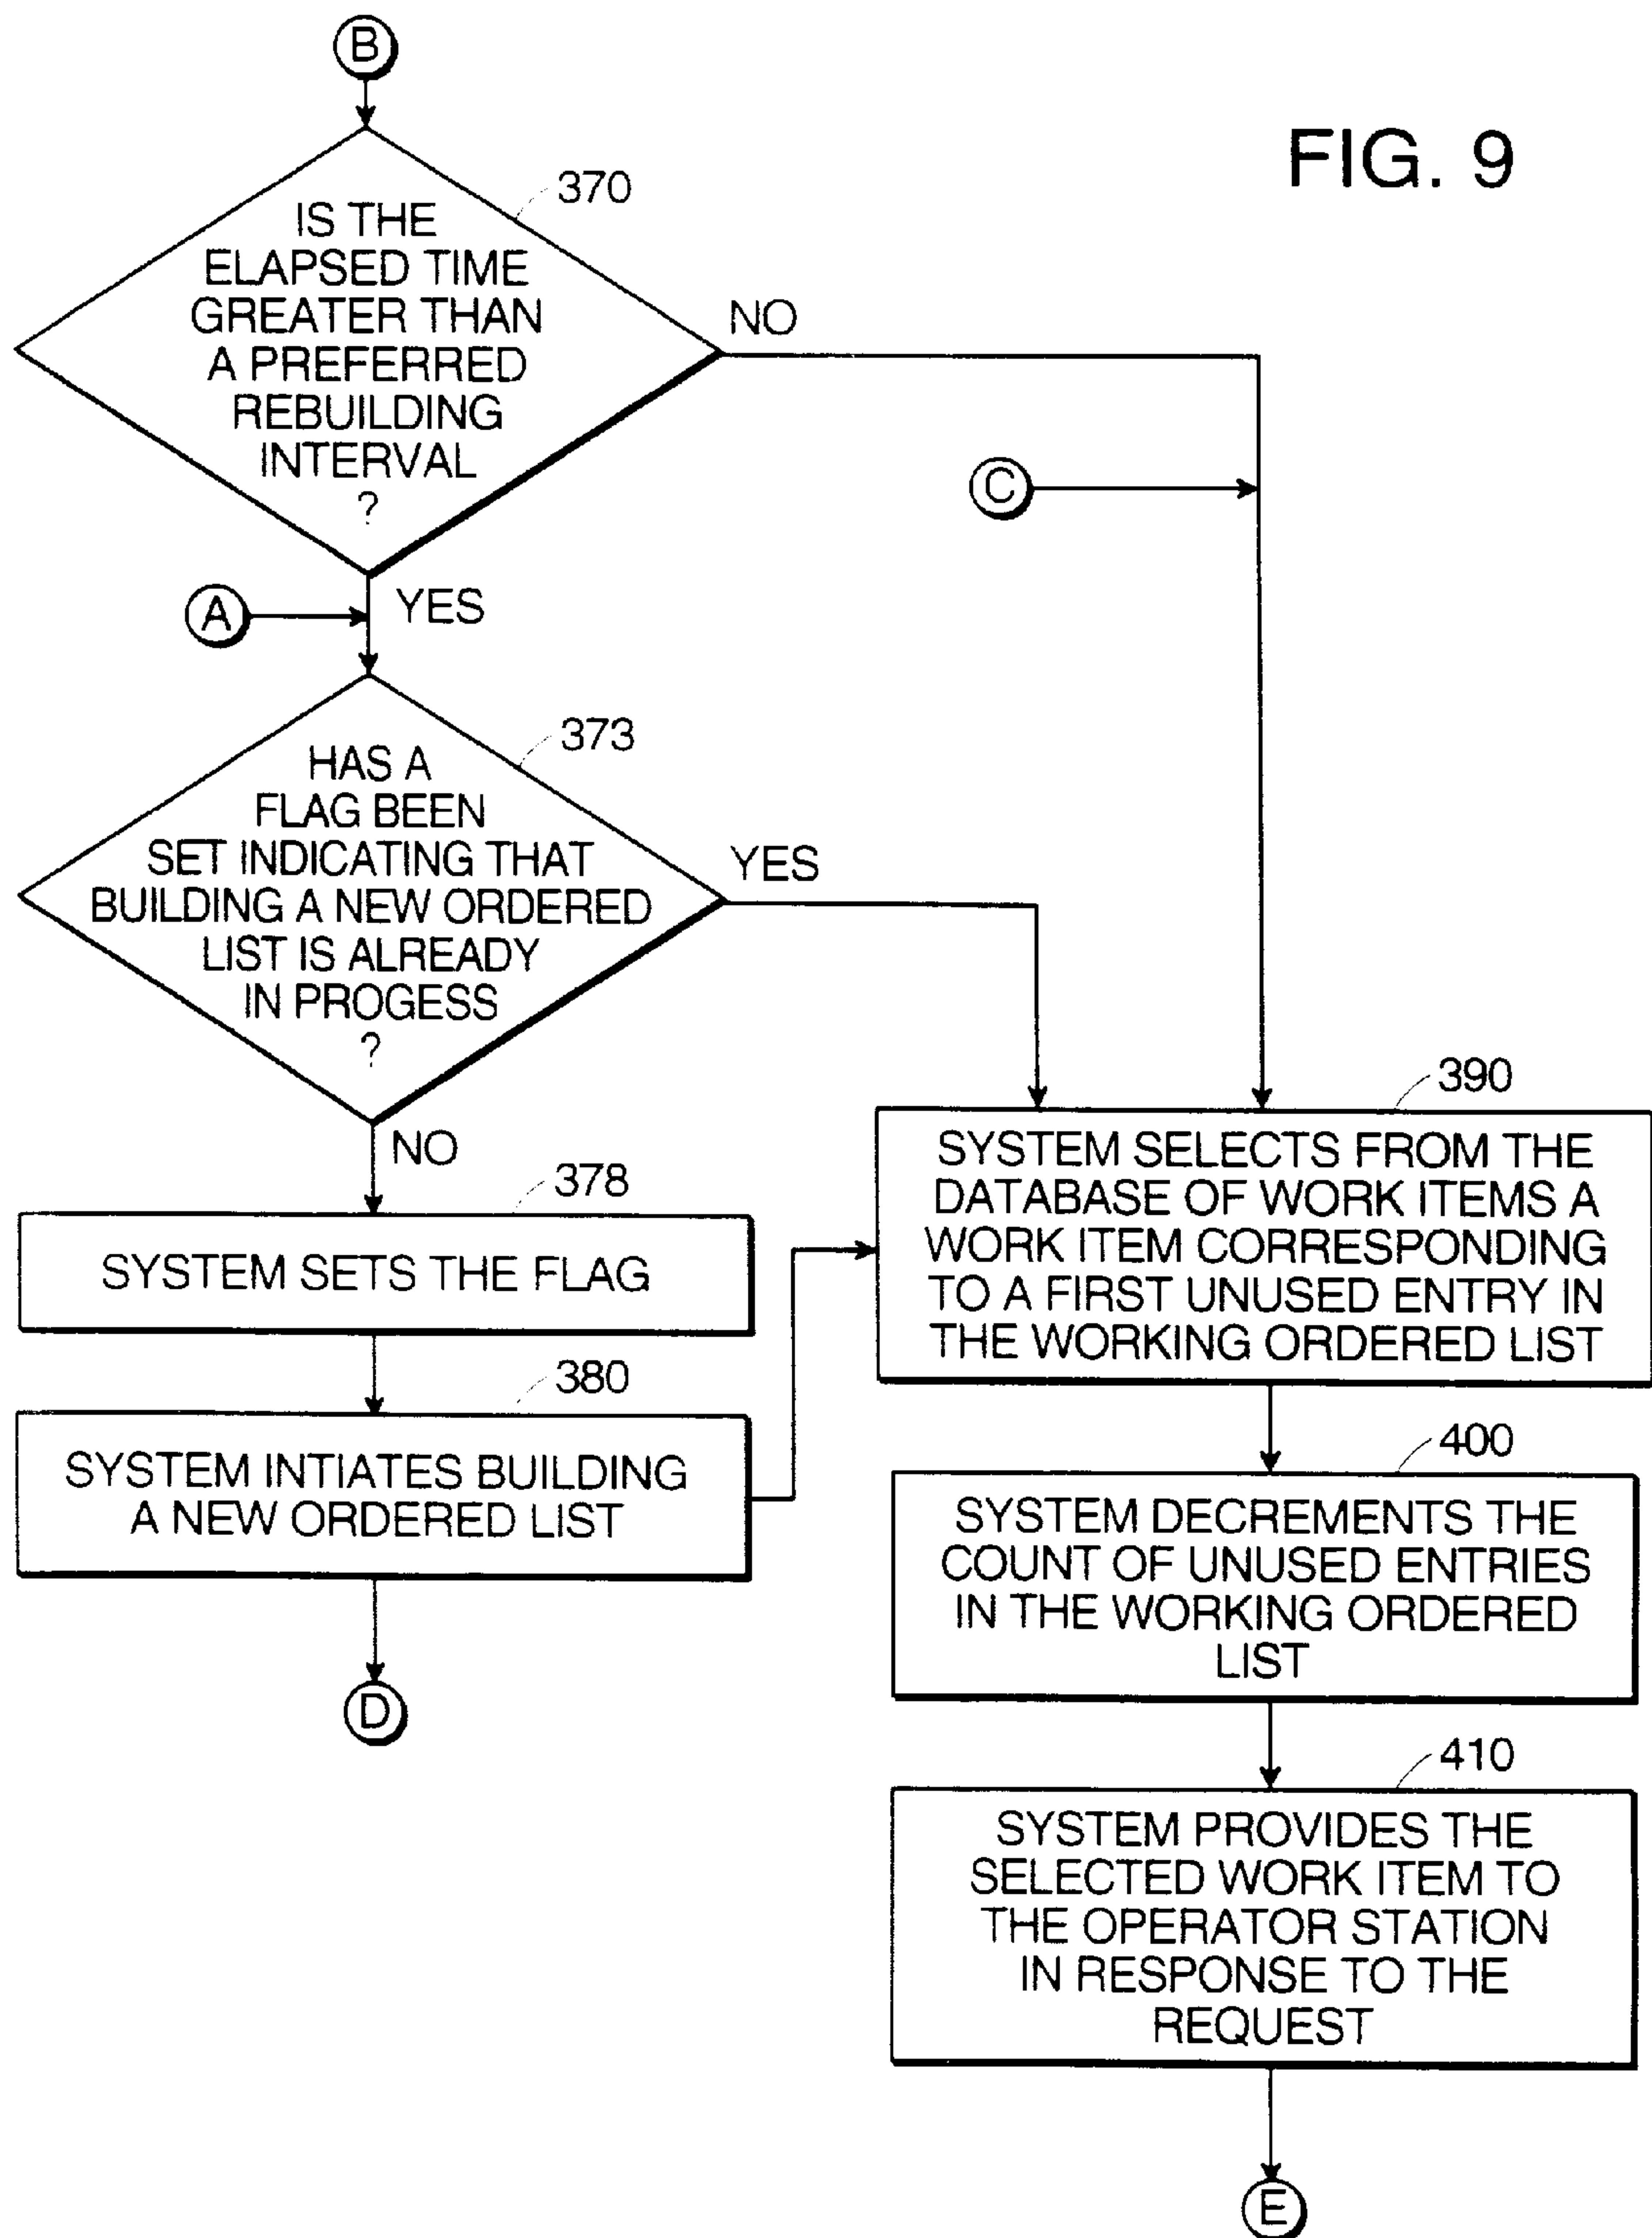 B
FIG. 9
370
IS THE
ELAPSED TIME
GREATER THAN
A PREFERRED
REBUILDING
INTERVAL
?
NO
C
A
YES
373
HAS A
FLAG BEEN
SET INDICATING THAT
BUILDING A NEW ORDERED
LIST IS ALREADY
IN PROGESS
?
YES
NO
378
SYSTEM SETS THE FLAG
380
SYSTEM INTIATES BUILDING
A NEW ORDERED LIST
D
390
SYSTEM SELECTS FROM THE
DATABASE OF WORK ITEMS A
WORK ITEM CORRESPONDING
TO A FIRST UNUSED ENTRY IN
THE WORKING ORDERED LIST
400
SYSTEM DECREMENTS THE
COUNT OF UNUSED ENTRIES
IN THE WORKING ORDERED
LIST
410
SYSTEM PROVIDES THE
SELECTED WORK ITEM TO
THE OPERATOR STATION
IN RESPONSE TO THE
REQUEST
E